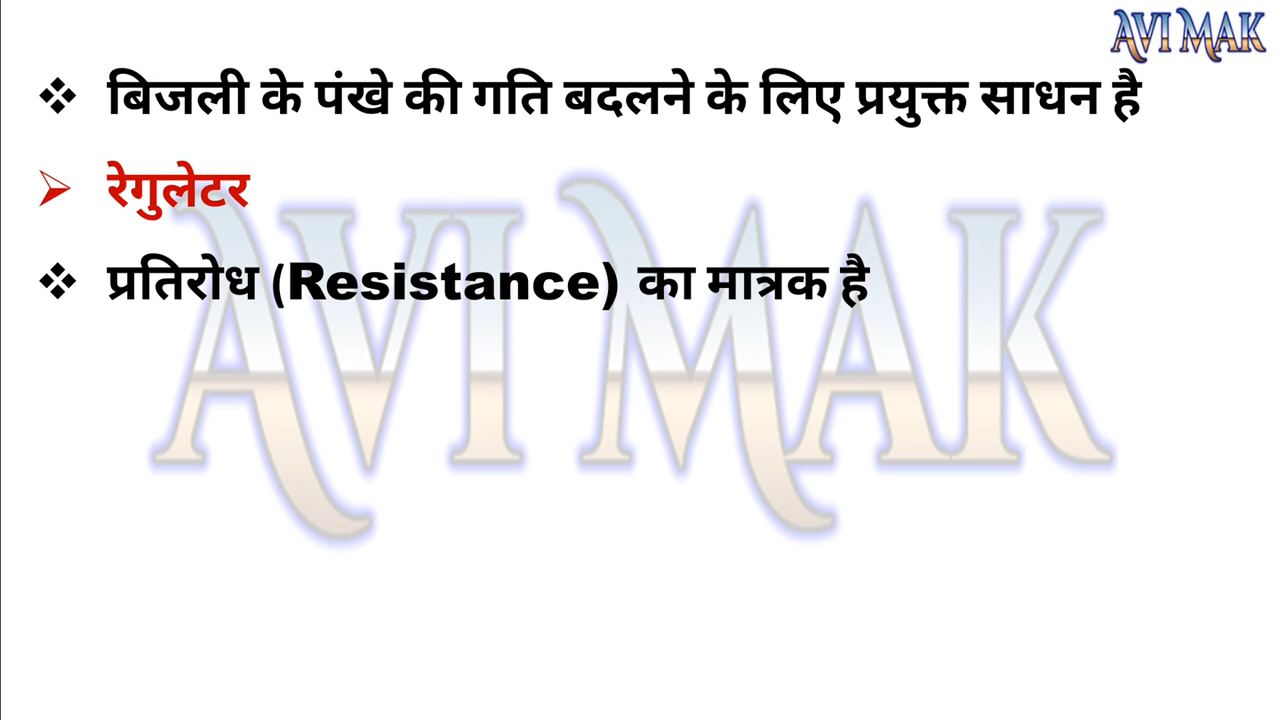 AVI MAK
❖ बिजली के पंखे की गति बदलने के लिए प्रयुक्त साधन है
➢ रेगुलेटर
❖ प्रतिरोध (Resistance) का मात्रक है
AVI MAK